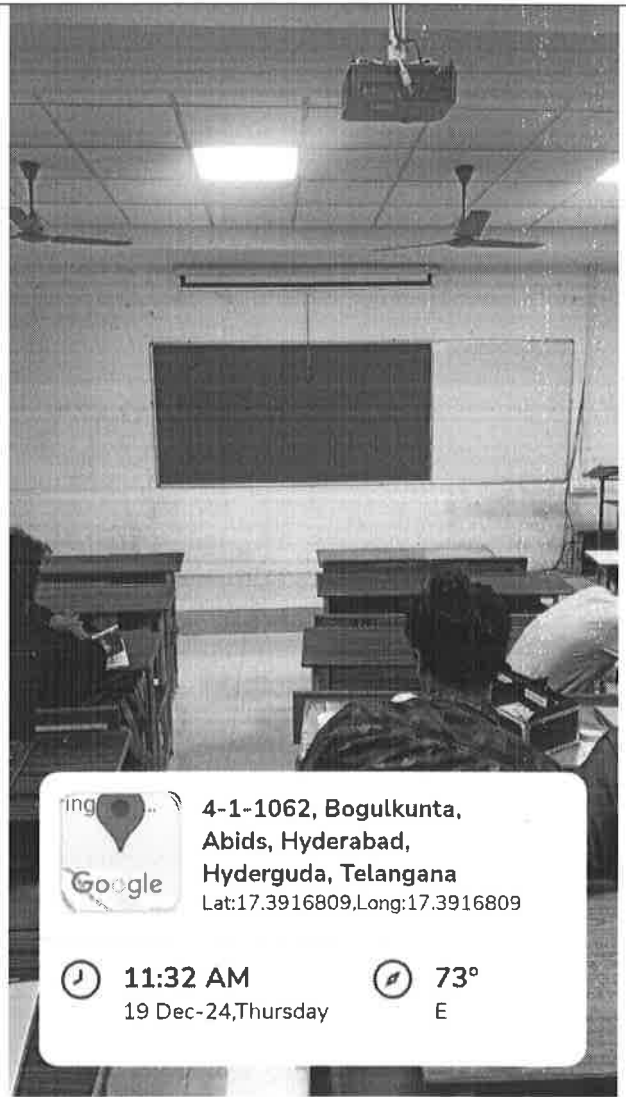 ring ...
Google
4-1-1062, Bogulkunta,
Abids, Hyderabad,
Hyderguda, Telangana
Lat:17.3916809,Long:17.3916809
11:32 AM
19 Dec-24,Thursday
73°
E